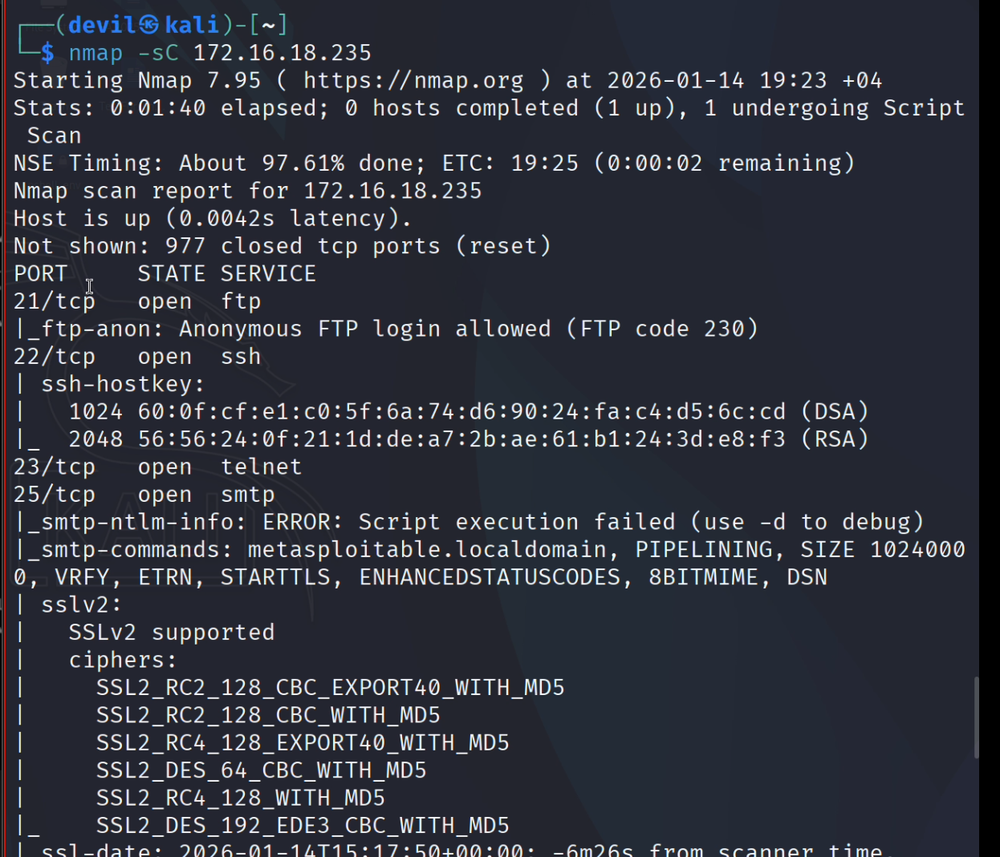 ┌──(devil㉿kali)-[~]
└─$ nmap -sC 172.16.18.235
Starting Nmap 7.95 ( https://nmap.org ) at 2026-01-14 19:23 +04
Stats: 0:01:40 elapsed; 0 hosts completed (1 up), 1 undergoing Script
 Scan
NSE Timing: About 97.61% done; ETC: 19:25 (0:00:02 remaining)
Nmap scan report for 172.16.18.235
Host is up (0.0042s latency).
Not shown: 977 closed tcp ports (reset)
PORT     STATE SERVICE
21/tcp   open  ftp
|_ftp-anon: Anonymous FTP login allowed (FTP code 230)
22/tcp   open  ssh
| ssh-hostkey:
|   1024 60:0f:cf:e1:c0:5f:6a:74:d6:90:24:fa:c4:d5:6c:cd (DSA)
|_  2048 56:56:24:0f:21:1d:de:a7:2b:ae:61:b1:24:3d:e8:f3 (RSA)
23/tcp   open  telnet
25/tcp   open  smtp
|_smtp-ntlm-info: ERROR: Script execution failed (use -d to debug)
|_smtp-commands: metasploitable.localdomain, PIPELINING, SIZE 1024000
0, VRFY, ETRN, STARTTLS, ENHANCEDSTATUSCODES, 8BITMIME, DSN
| sslv2:
|   SSLv2 supported
|   ciphers:
|     SSL2_RC2_128_CBC_EXPORT40_WITH_MD5
|     SSL2_RC2_128_CBC_WITH_MD5
|     SSL2_RC4_128_EXPORT40_WITH_MD5
|     SSL2_DES_64_CBC_WITH_MD5
|     SSL2_RC4_128_WITH_MD5
|_    SSL2_DES_192_EDE3_CBC_WITH_MD5
| ssl-date: 2026-01-14T15:17:50+00:00; -6m26s from scanner time.
KALI